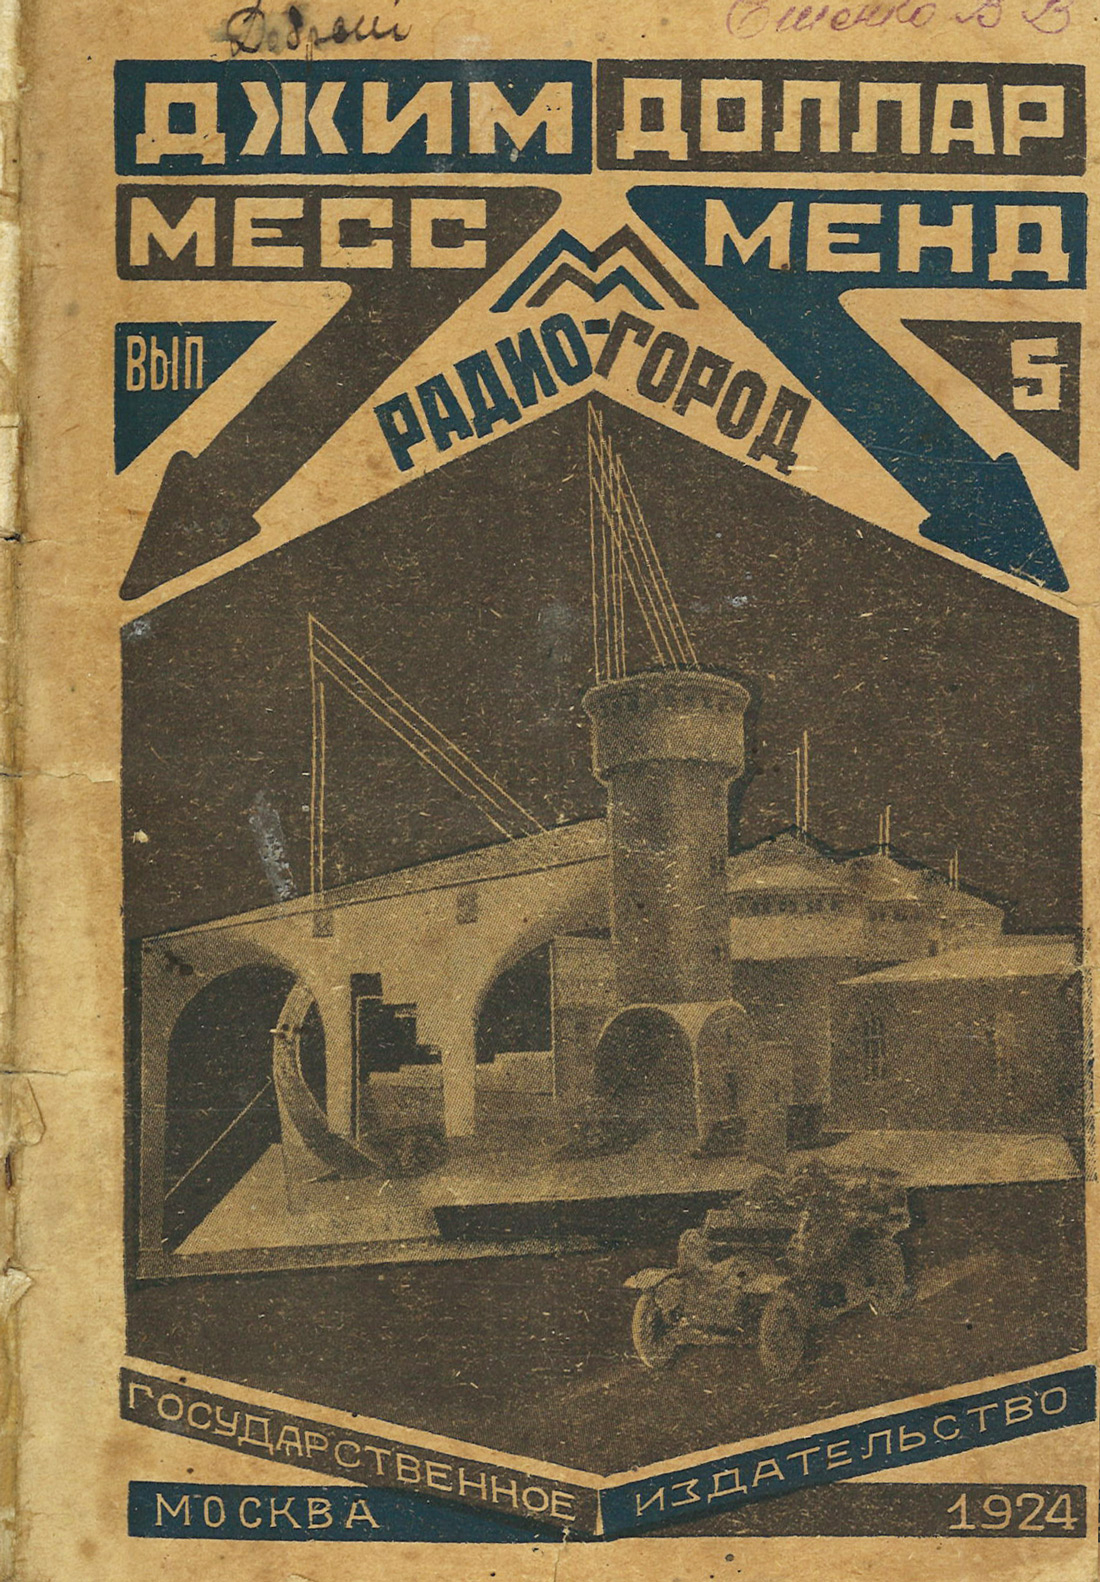 ДЖИМ ДОЛЛАР
МЕСС МЕНД
РАДИО-ГОРОД
ВЫП 5
ГОСУДАРСТВЕННОЕ ИЗДАТЕЛЬСТВО
МОСКВА 1924